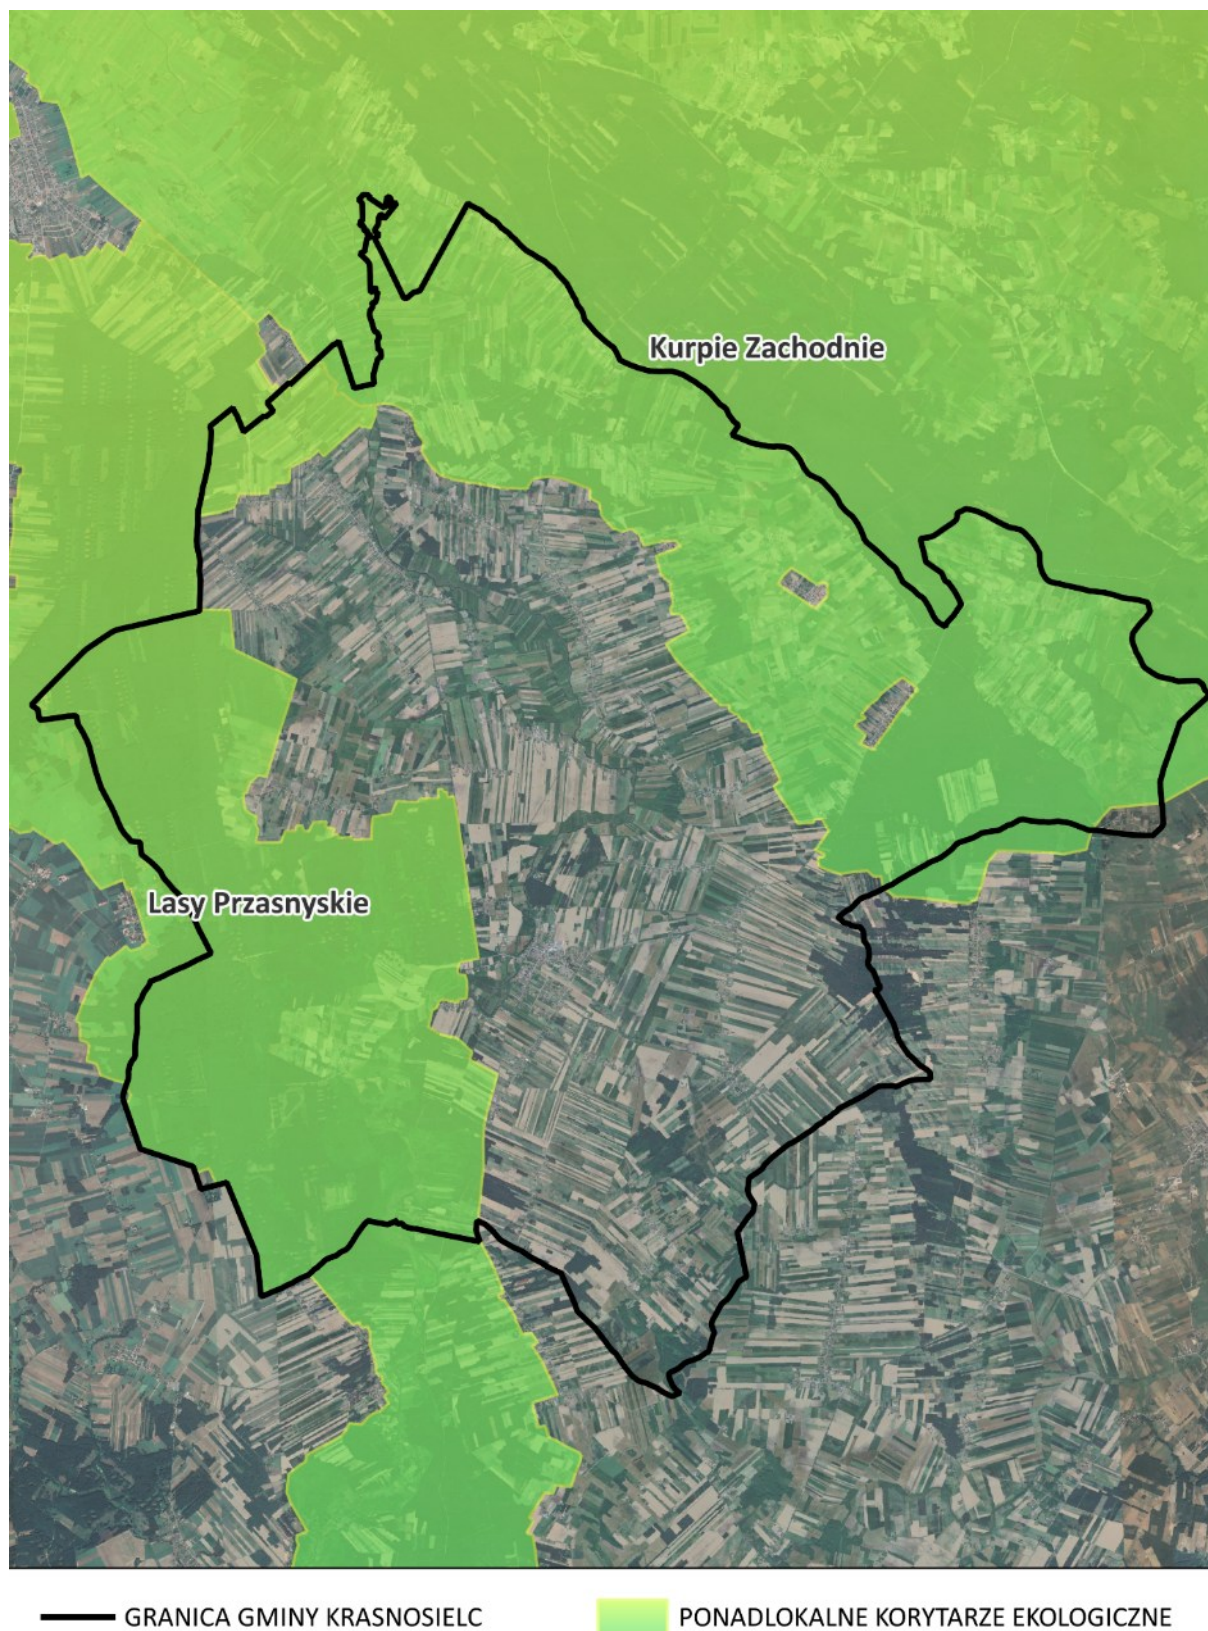 Kurpie Zachodnie
Lasy Przasnyskie
GRANICA GMINY KRASNOSIELC
PONADLOKALNE KORYTARZE EKOLOGICZNE